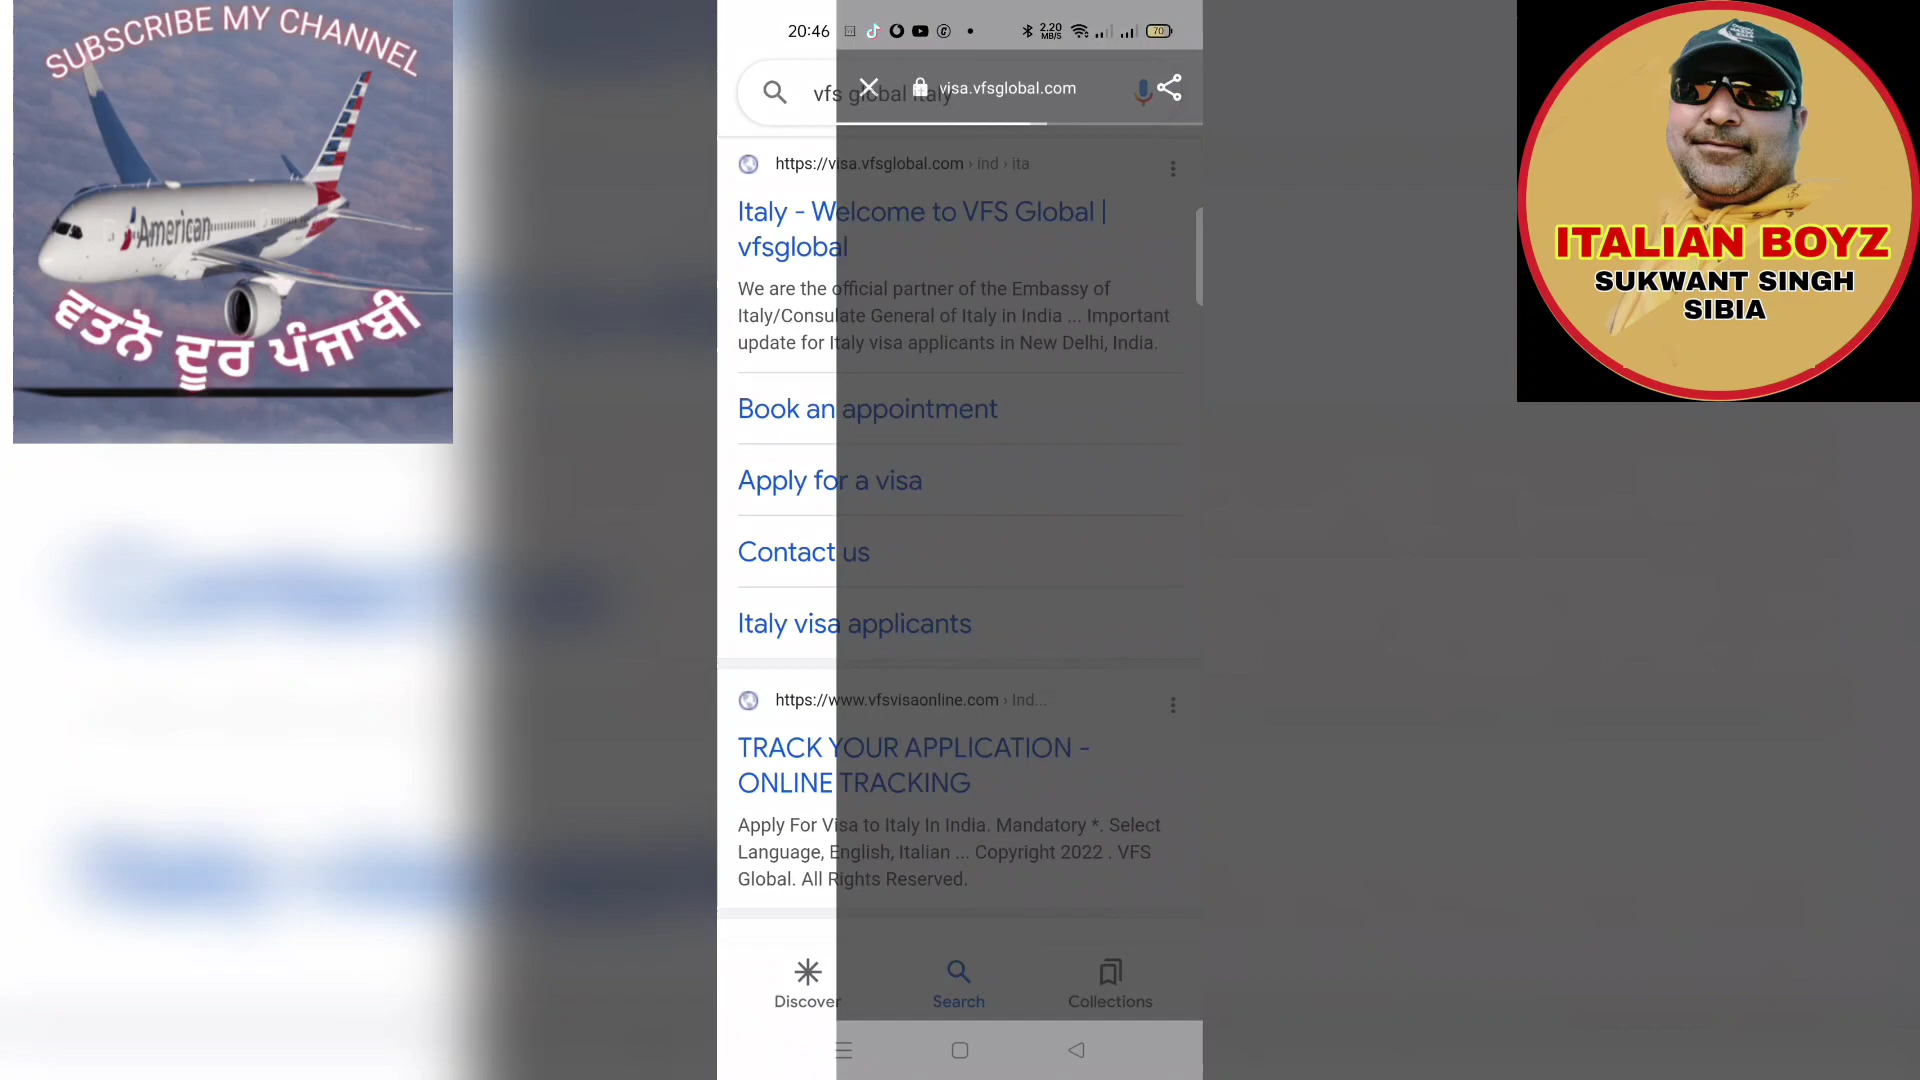 SUBSCRIBE MY CHANNEL
American
ਵਤਨੋ ਦੂਰ ਪੰਜਾਬੀ
20:46
2.20
MB/S
70
vfs global italy
visa.vfsglobal.com
https://visa.vfsglobal.com › ind › ita
Italy - Welcome to VFS Global |
vfsglobal
We are the official partner of the Embassy of
Italy/Consulate General of Italy in India ... Important
update for Italy visa applicants in New Delhi, India.
Book an appointment
Apply for a visa
Contact us
Italy visa applicants
https://www.vfsvisaonline.com › Ind...
TRACK YOUR APPLICATION -
ONLINE TRACKING
Apply For Visa to Italy In India. Mandatory *. Select
Language, English, Italian ... Copyright 2022 . VFS
Global. All Rights Reserved.
Discover
Search
Collections
ITALIAN BOYZ
SUKWANT SINGH
SIBIA